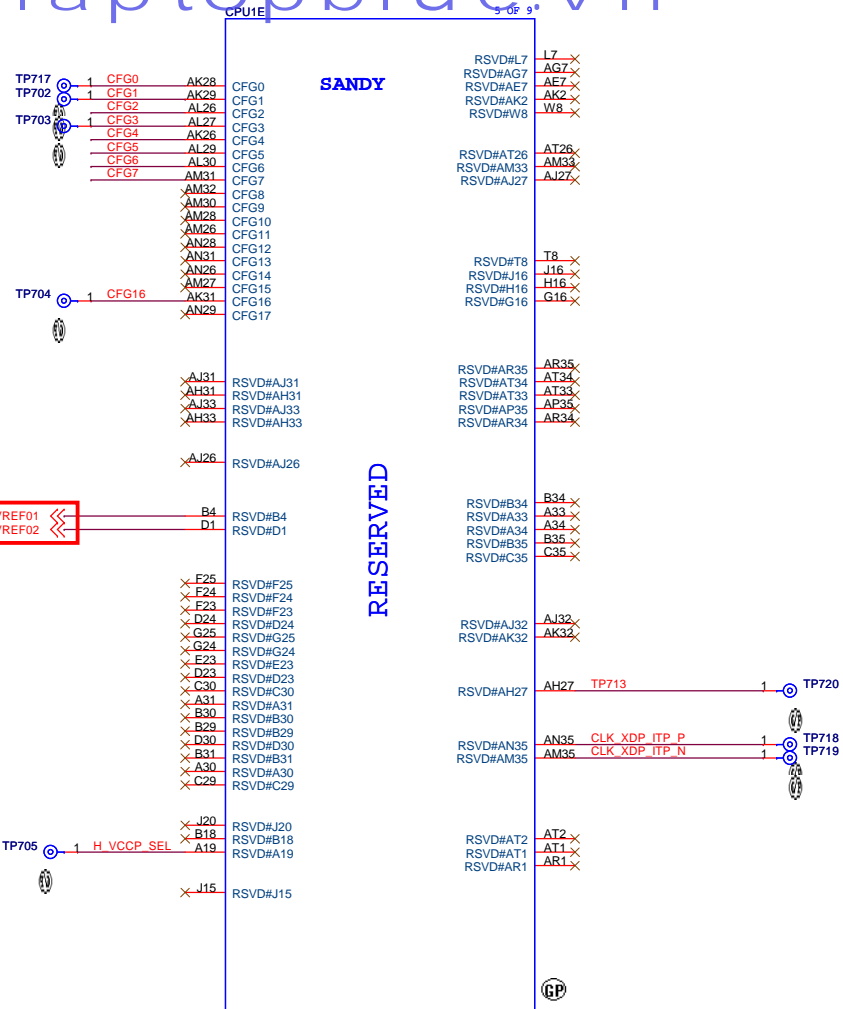 laptopblue.vn
CPU1E 5 OF 9
SANDY
RESERVED
TP717 1 CFG0 AK28 CFG0
TP702 1 CFG1 AK29 CFG1
CFG2 AL26 CFG2
TP703 1 CFG3 AL27 CFG3
CFG4 AK26 CFG4
CFG5 AL29 CFG5
CFG6 AL30 CFG6
CFG7 AM31 CFG7
AM32 CFG8
AM30 CFG9
AM28 CFG10
AM26 CFG11
AN28 CFG12
AN31 CFG13
AN26 CFG14
AM27 CFG15
TP704 1 CFG16 AK31 CFG16
AN29 CFG17
AJ31 RSVD#AJ31
AH31 RSVD#AH31
AJ33 RSVD#AJ33
AH33 RSVD#AH33
AJ26 RSVD#AJ26
VREF01 B4 RSVD#B4
VREF02 D1 RSVD#D1
F25 RSVD#F25
F24 RSVD#F24
F23 RSVD#F23
D24 RSVD#D24
G25 RSVD#G25
G24 RSVD#G24
E23 RSVD#E23
D23 RSVD#D23
C30 RSVD#C30
A31 RSVD#A31
B30 RSVD#B30
B29 RSVD#B29
D30 RSVD#D30
B31 RSVD#B31
A30 RSVD#A30
C29 RSVD#C29
J20 RSVD#J20
B18 RSVD#B18
TP705 1 H_VCCP_SEL A19 RSVD#A19
J15 RSVD#J15
RSVD#L7 L7
RSVD#AG7 AG7
RSVD#AE7 AE7
RSVD#AK2 AK2
RSVD#W8 W8
RSVD#AT26 AT26
RSVD#AM33 AM33
RSVD#AJ27 AJ27
RSVD#T8 T8
RSVD#J16 J16
RSVD#H16 H16
RSVD#G16 G16
RSVD#AR35 AR35
RSVD#AT34 AT34
RSVD#AT33 AT33
RSVD#AP35 AP35
RSVD#AR34 AR34
RSVD#B34 B34
RSVD#A33 A33
RSVD#A34 A34
RSVD#B35 B35
RSVD#C35 C35
RSVD#AJ32 AJ32
RSVD#AK32 AK32
RSVD#AH27 AH27 TP713 1 TP720
RSVD#AN35 AN35 CLK_XDP_ITP_P 1 TP718
RSVD#AM35 AM35 CLK_XDP_ITP_N 1 TP719
RSVD#AT2 AT2
RSVD#AT1 AT1
RSVD#AR1 AR1
GP